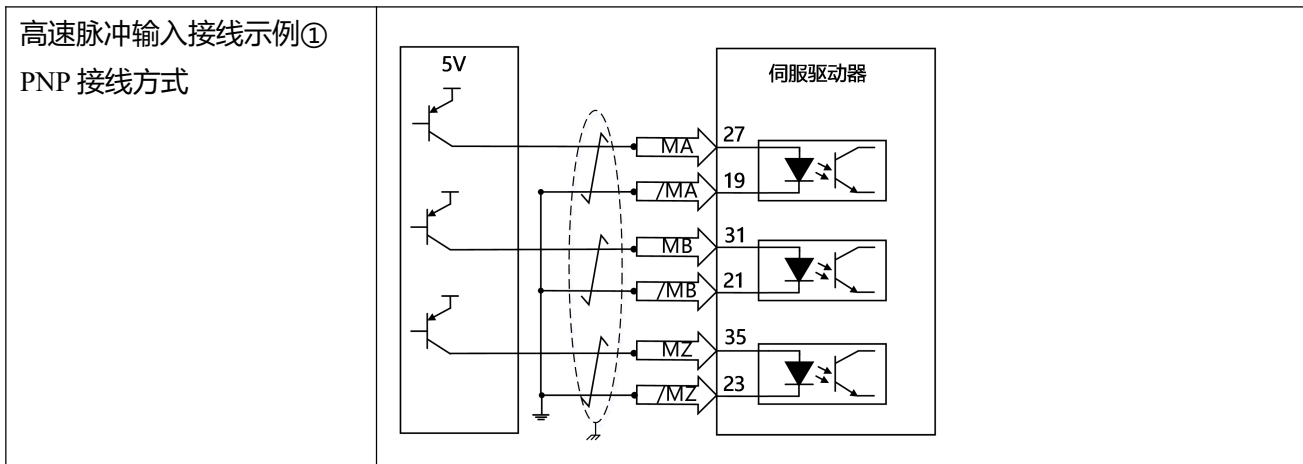 高速脉冲输入接线示例①
PNP 接线方式
5V
伺服驱动器
MA
27
/MA
19
MB
31
/MB
21
MZ
35
/MZ
23